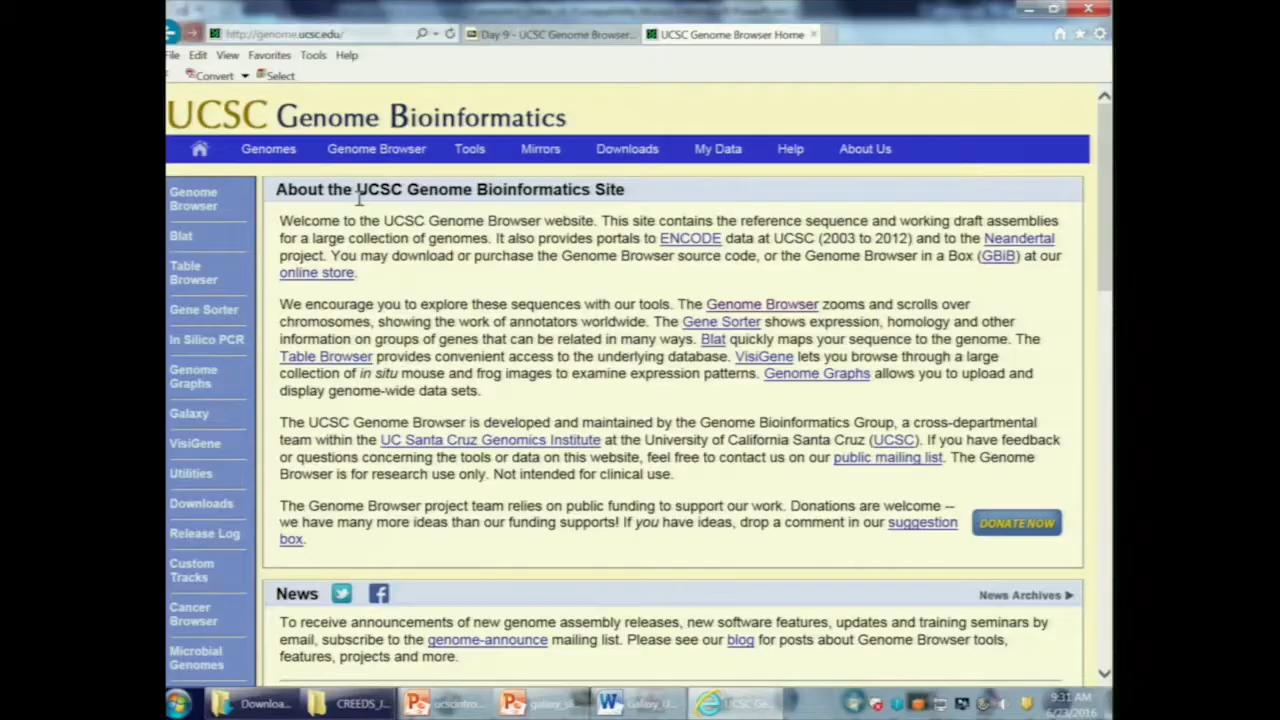 http://genome.ucsc.edu/
Day 9 - UCSC Genome Browser...
UCSC Genome Browser Home
File Edit View Favorites Tools Help
Convert Select
UCSC Genome Bioinformatics
Genomes Genome Browser Tools Mirrors Downloads My Data Help About Us
Genome
Browser
Blat
Table
Browser
Gene Sorter
In Silico PCR
Genome
Graphs
Galaxy
VisiGene
Utilities
Downloads
Release Log
Custom
Tracks
Cancer
Browser
Microbial
Genomes
About the UCSC Genome Bioinformatics Site
Welcome to the UCSC Genome Browser website. This site contains the reference sequence and working draft assemblies
for a large collection of genomes. It also provides portals to ENCODE data at UCSC (2003 to 2012) and to the Neandertal
project. You may download or purchase the Genome Browser source code, or the Genome Browser in a Box (GBiB) at our
online store.
We encourage you to explore these sequences with our tools. The Genome Browser zooms and scrolls over
chromosomes, showing the work of annotators worldwide. The Gene Sorter shows expression, homology and other
information on groups of genes that can be related in many ways. Blat quickly maps your sequence to the genome. The
Table Browser provides convenient access to the underlying database. VisiGene lets you browse through a large
collection of in situ mouse and frog images to examine expression patterns. Genome Graphs allows you to upload and
display genome-wide data sets.
The UCSC Genome Browser is developed and maintained by the Genome Bioinformatics Group, a cross-departmental
team within the UC Santa Cruz Genomics Institute at the University of California Santa Cruz (UCSC). If you have feedback
or questions concerning the tools or data on this website, feel free to contact us on our public mailing list. The Genome
Browser is for research use only. Not intended for clinical use.
The Genome Browser project team relies on public funding to support our work. Donations are welcome --
we have many more ideas than our funding supports! If you have ideas, drop a comment in our suggestion
box.
DONATE NOW
News
News Archives
To receive announcements of new genome assembly releases, new software features, updates and training seminars by
email, subscribe to the genome-announce mailing list. Please see our blog for posts about Genome Browser tools,
features, projects and more.
Downloa... CREEDS_I... ucscintro... Galaxy_U... UCSC Ge...
9:31 AM
6/23/2016